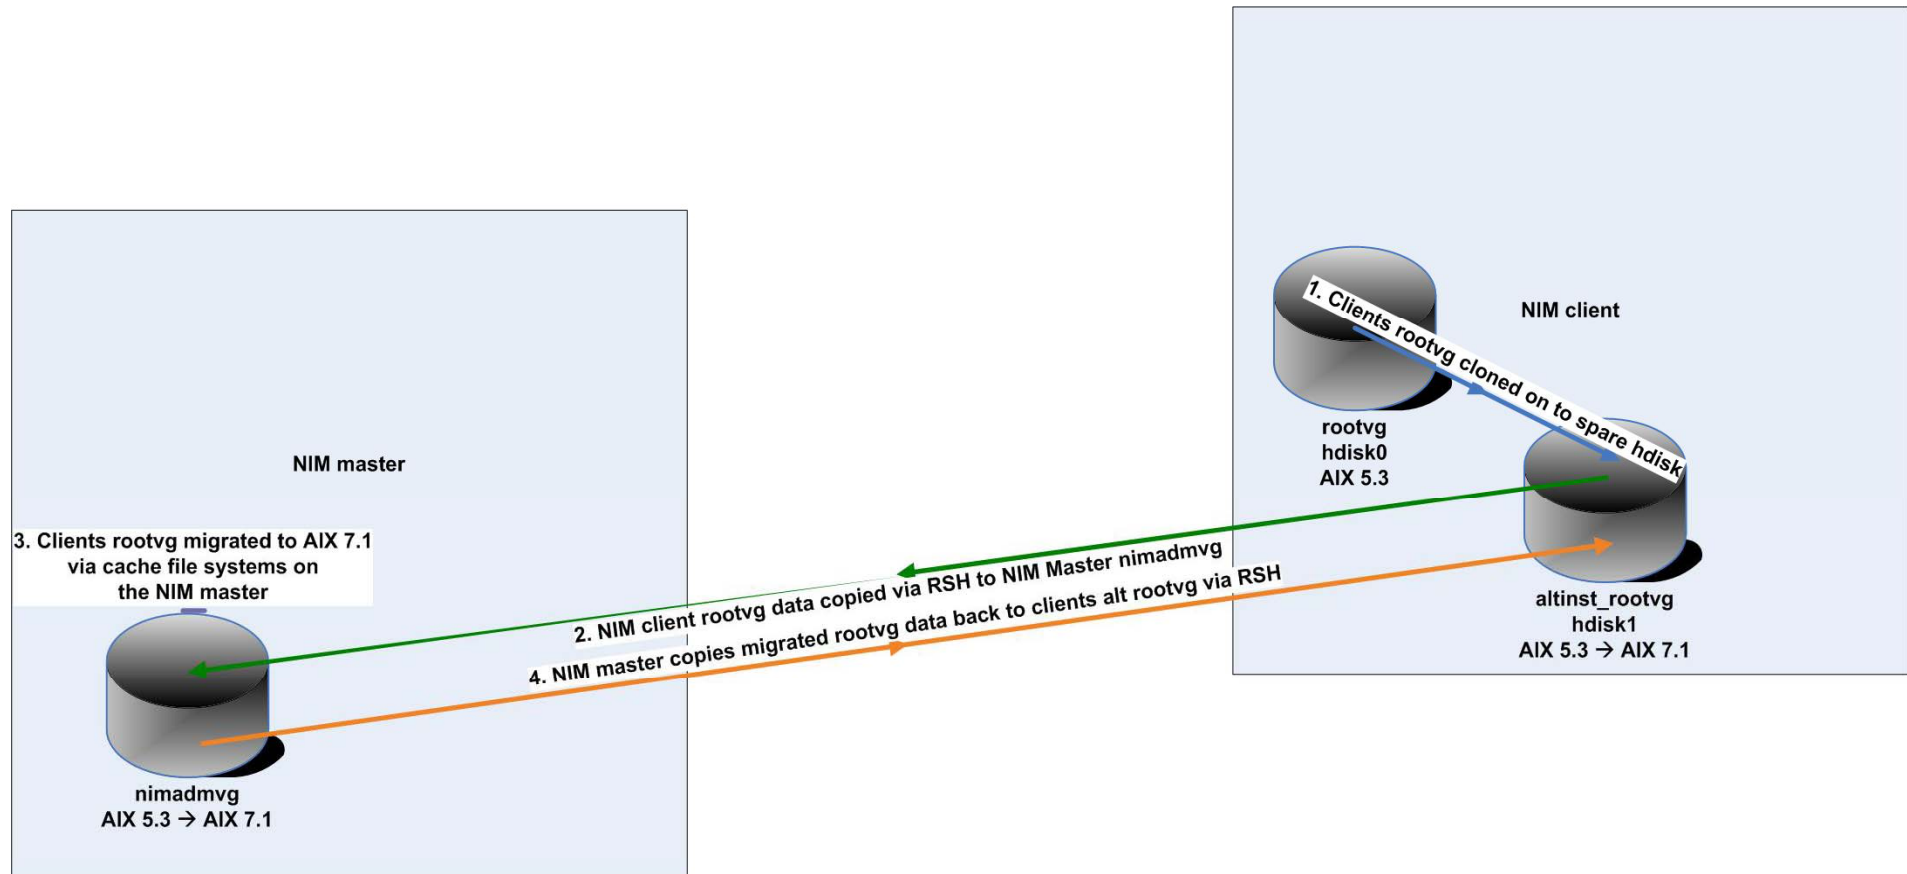 NIM master
3. Clients rootvg migrated to AIX 7.1
via cache file systems on
the NIM master
nimadmvg
AIX 5.3 → AIX 7.1
2. NIM client rootvg data copied via RSH to NIM Master nimadmvg
4. NIM master copies migrated rootvg data back to clients alt rootvg via RSH
NIM client
1. Clients rootvg cloned on to spare hdisk
rootvg
hdisk0
AIX 5.3
altinst_rootvg
hdisk1
AIX 5.3 → AIX 7.1